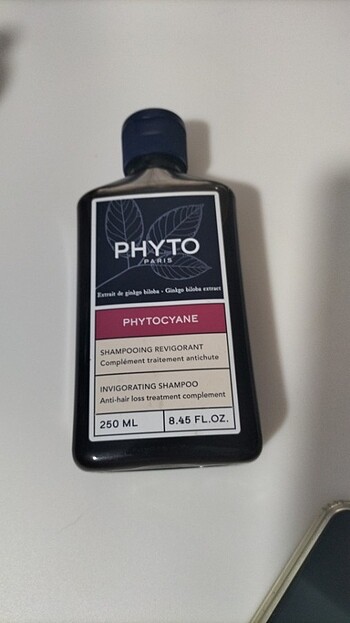 PHYTO
PARIS
Extrait de ginkgo biloba - Ginkgo biloba extract
PHYTOCYANE
SHAMPOOING REVIGORANT
Complément traitement antichute
INVIGORATING SHAMPOO
Anti-hair loss treatment complement
250 ML
8.45 FL.OZ.